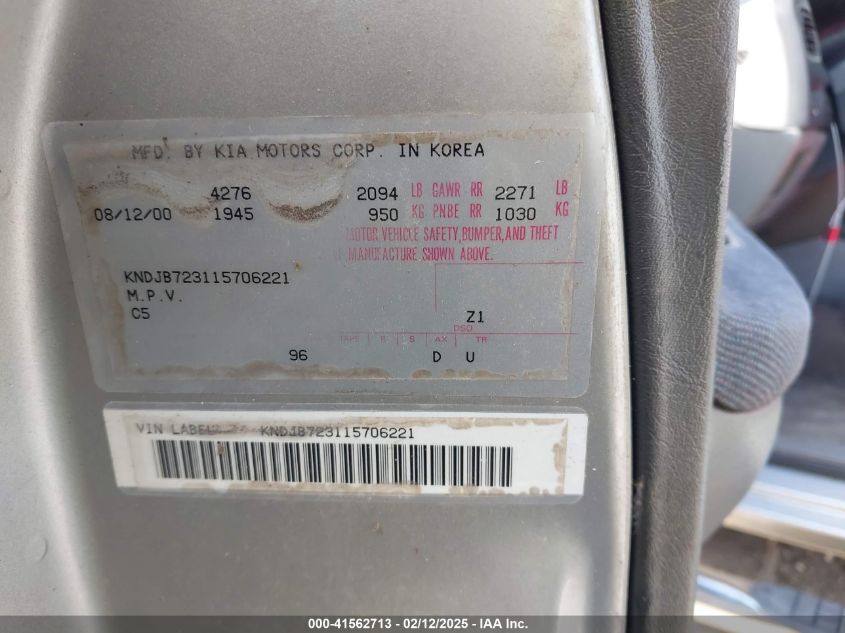 MFD. BY KIA MOTORS CORP. IN KOREA
4276 2094 LB GAWR RR 2271 LB
08/12/00 1945 950 KG PNBE RR 1030 KG
MOTOR VEHICLE SAFETY, BUMPER, AND THEFT
MANUFACTURE SHOWN ABOVE.
KNDJB723115706221
M.P.V.
C5
Z1
DSO
TAPE B S AX TR
96 D U
VIN LABEL KNDJB723115706221
000-41562713 - 02/12/2025 - IAA Inc.